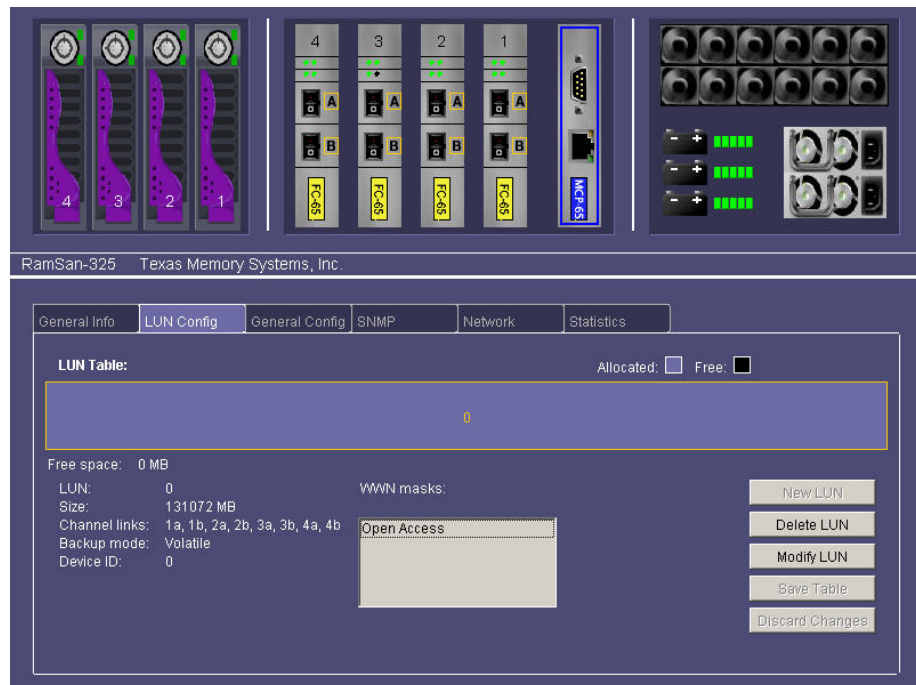 4 3 2 1
4 3 2 1
A A A A
B B B B
FC-65 FC-65 FC-65 FC-65 MCP-65
- +
- +
- +
RamSan-325 Texas Memory Systems, Inc.
General Info LUN Config General Config SNMP Network Statistics
LUN Table: Allocated: Free:
0
Free space: 0 MB
LUN: 0
Size: 131072 MB
Channel links: 1a, 1b, 2a, 2b, 3a, 3b, 4a, 4b
Backup mode: Volatile
Device ID: 0
WWN masks:
Open Access
New LUN
Delete LUN
Modify LUN
Save Table
Discard Changes